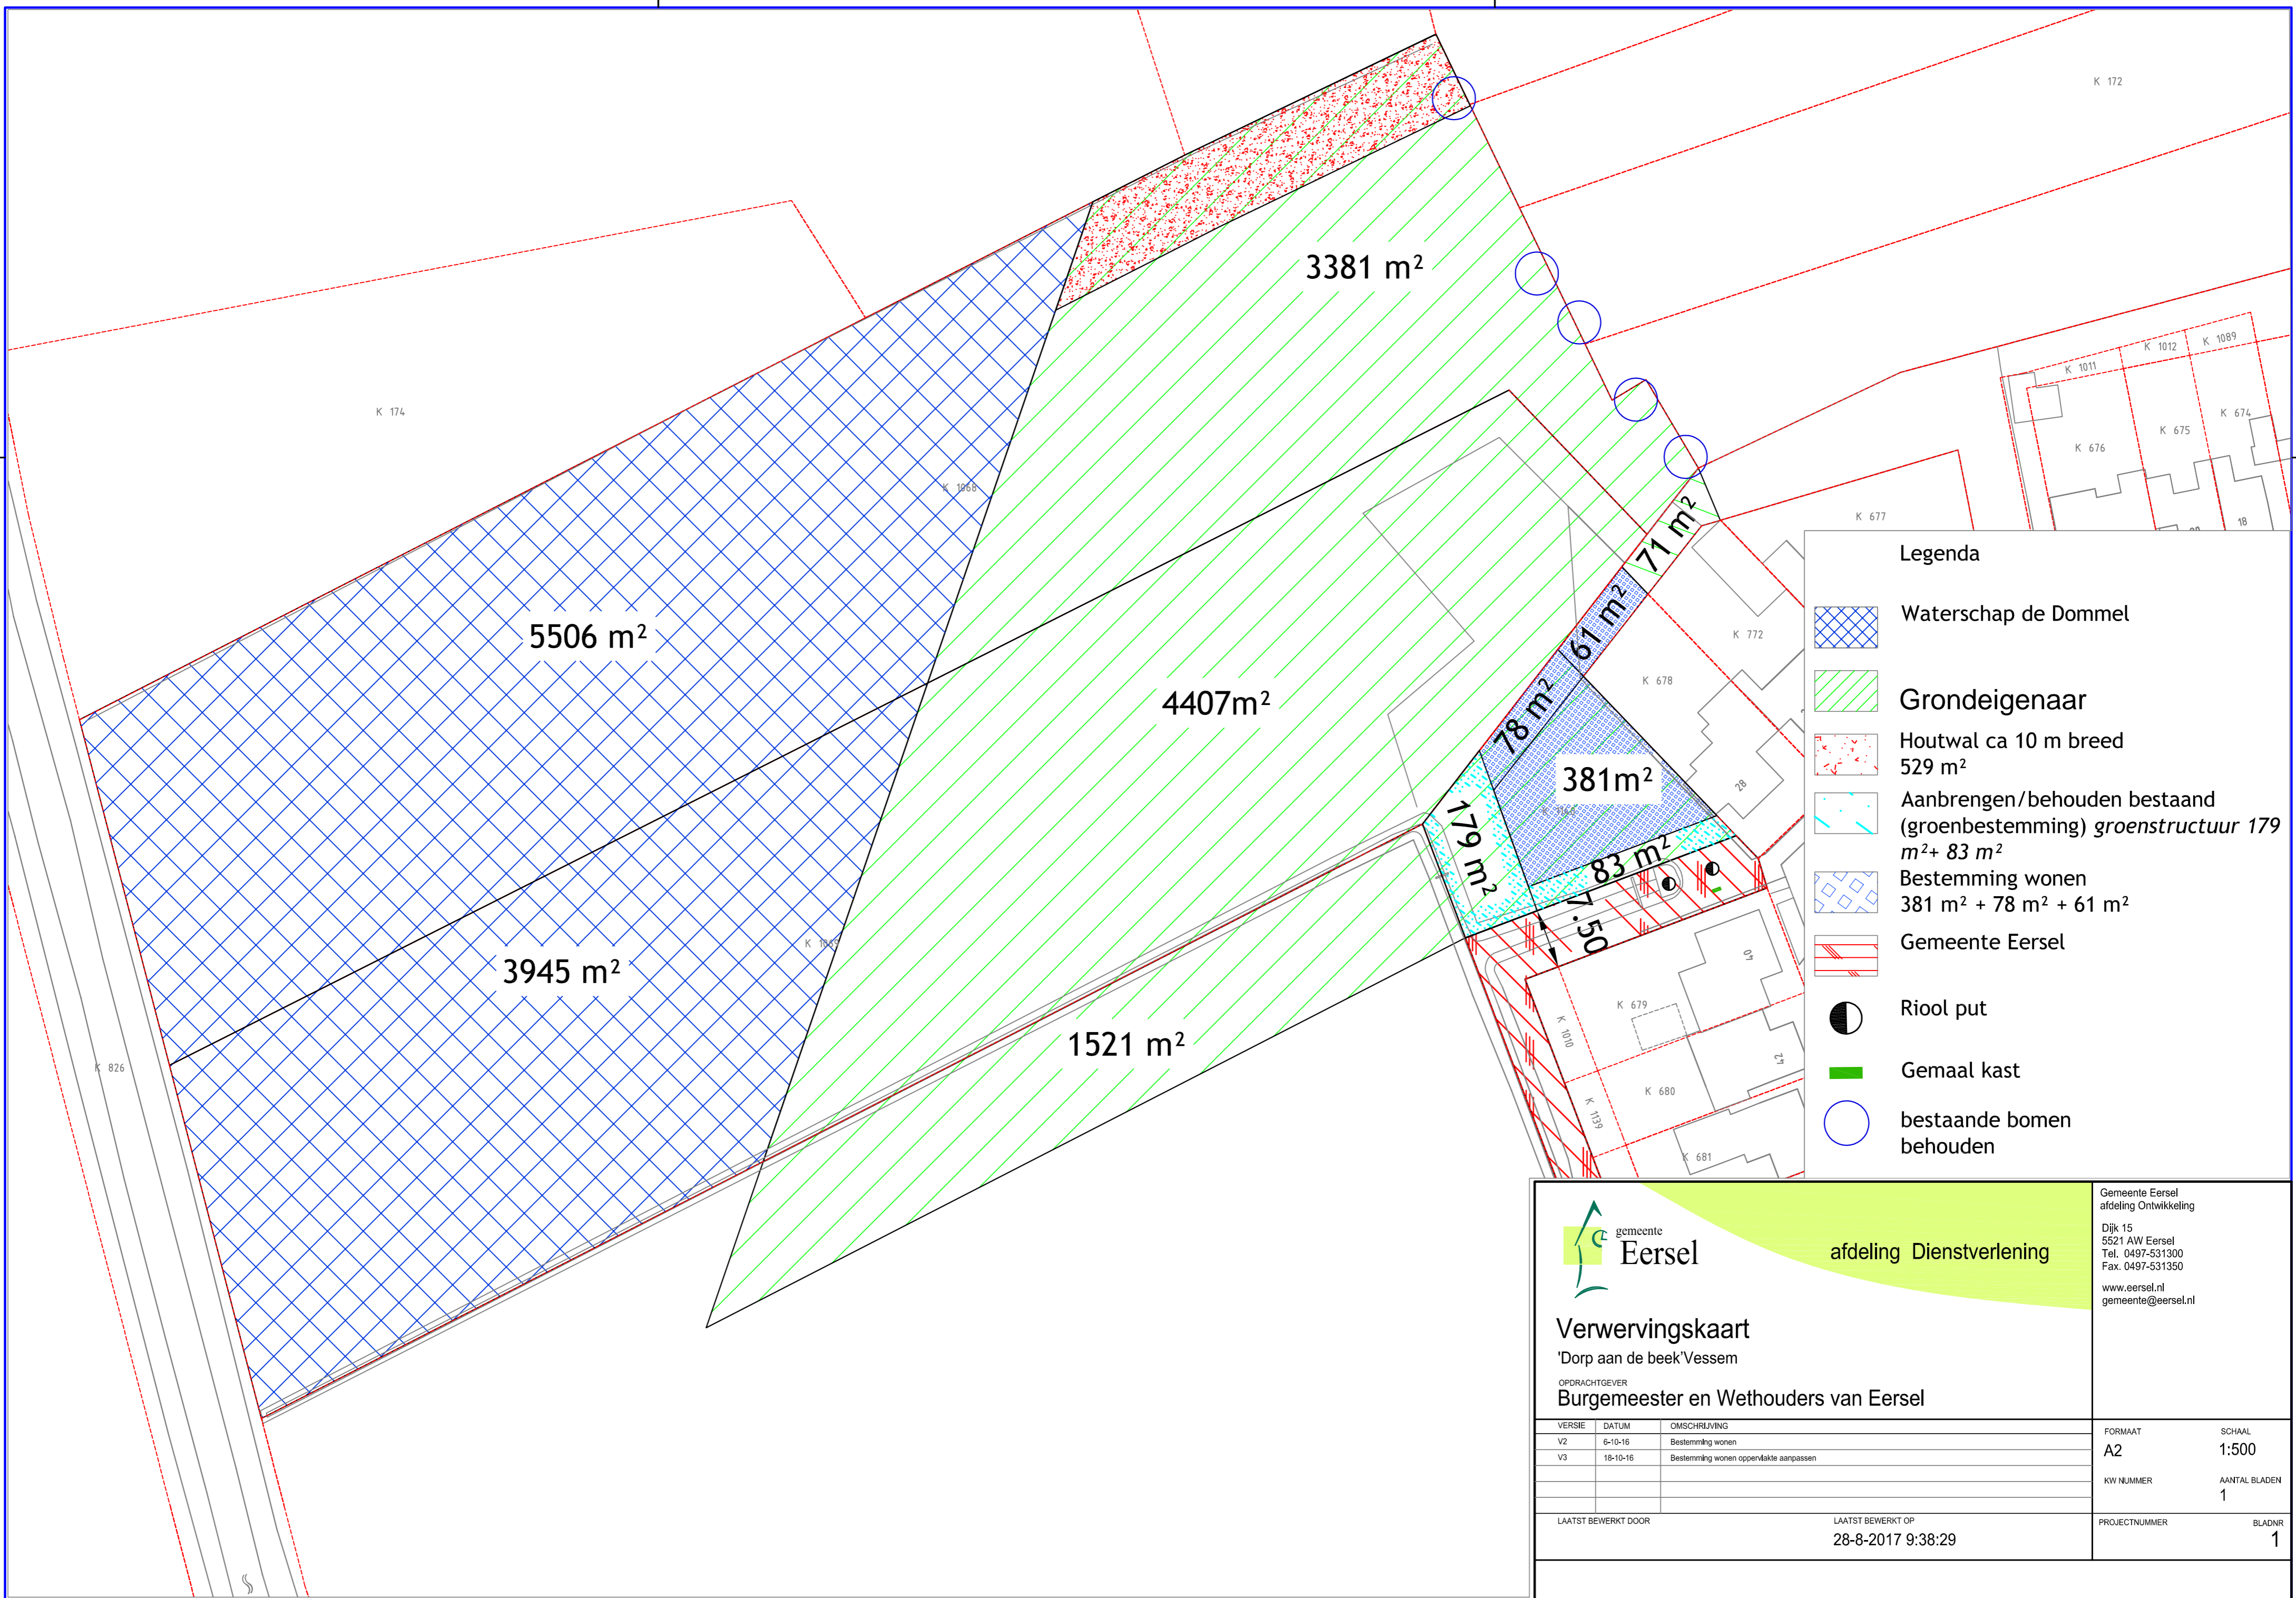 K 172
3381 m²
K 1012
K 1089
K 1011
K 174
K 674
K 675
K 676
K 1068
71 m²
K 677
18
5506 m²
61 m²
K 772
K 678
4407m²
78 m²
381m²
28
179 m²
83 m²
7.50
3945 m²
40
K 679
K 1010
1521 m²
42
K 826
K 680
K 1139
K 681
Legenda
Waterschap de Dommel
Grondeigenaar
Houtwal ca 10 m breed
529 m²
Aanbrengen/behouden bestaand
(groenbestemming) groenstructuur 179
m²+ 83 m²
Bestemming wonen
381 m² + 78 m² + 61 m²
Gemeente Eersel
Riool put
Gemaal kast
bestaande bomen
behouden
gemeente
Eersel
afdeling Dienstverlening
Gemeente Eersel
afdeling Ontwikkeling
Dijk 15
5521 AW Eersel
Tel. 0497-531300
Fax. 0497-531350
www.eersel.nl
gemeente@eersel.nl
Verwervingskaart
'Dorp aan de beek'Vessem
OPDRACHTGEVER
Burgemeester en Wethouders van Eersel
VERSIE DATUM OMSCHRIJVING
V2 6-10-16 Bestemming wonen
V3 18-10-16 Bestemming wonen oppervlakte aanpassen
FORMAAT SCHAAL
A2 1:500
KW NUMMER AANTAL BLADEN
1
LAATST BEWERKT DOOR LAATST BEWERKT OP
28-8-2017 9:38:29
PROJECTNUMMER BLADNR
1